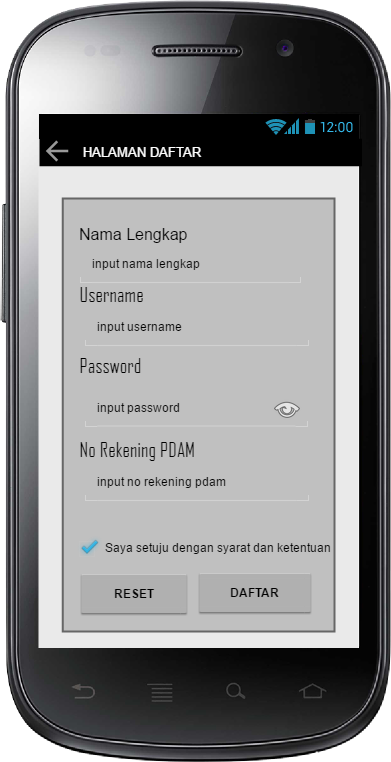 12:00
HALAMAN DAFTAR
Nama Lengkap
input nama lengkap
Username
input username
Password
input password
No Rekening PDAM
input no rekening pdam
Saya setuju dengan syarat dan ketentuan
RESET DAFTAR